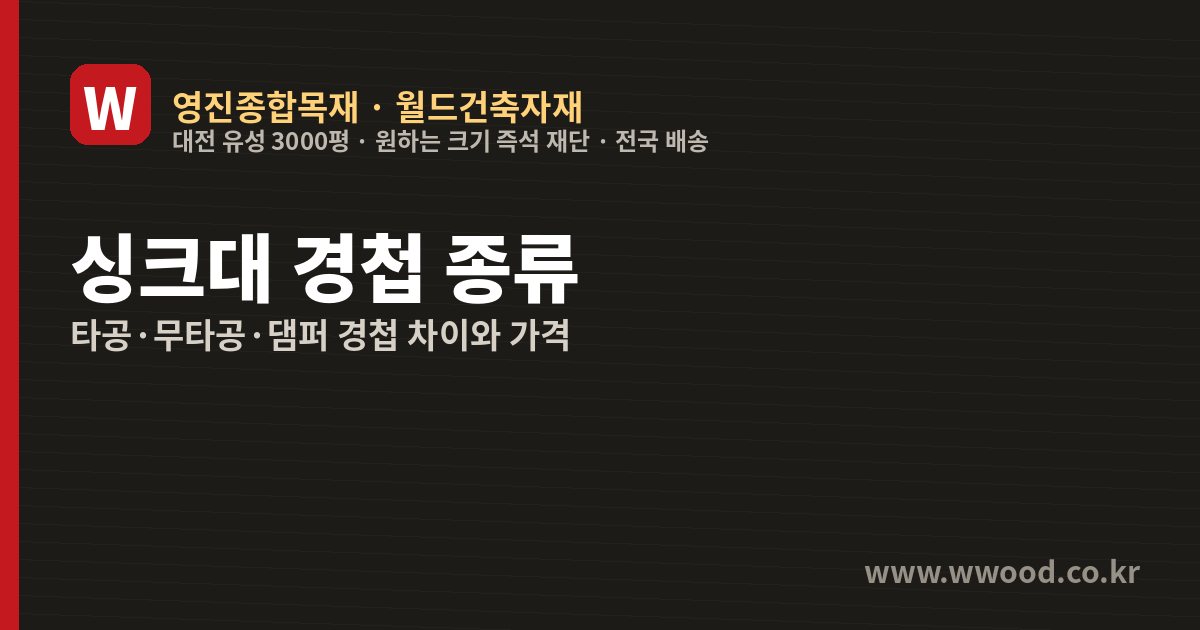 W
영진종합목재 · 월드건축자재
대전 유성 3000평 · 원하는 크기 즉석 재단 · 전국 배송
싱크대 경첩 종류
타공·무타공·댐퍼 경첩 차이와 가격
www.wwood.co.kr